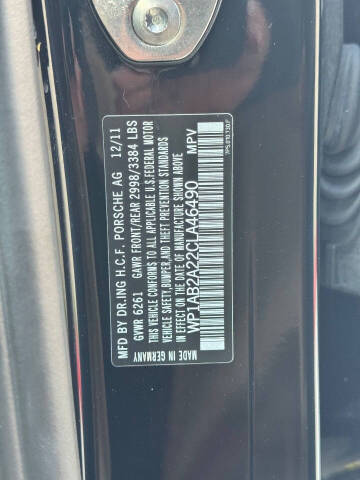 MFD BY DR.ING H.C.F. PORSCHE AG 12/11
GVWR 6261 GAWR FRONT/REAR 2998/3384 LBS
THIS VEHICLE CONFORMS TO ALL APPLICABLE U.S.FEDERAL MOTOR
VEHICLE SAFETY,BUMPER,AND THEFT PREVENTION STANDARDS
IN EFFECT ON THE DATE OF MANUFACTURE SHOWN ABOVE
WP1AB2A22CLA46490 MPV
MADE IN GERMANY